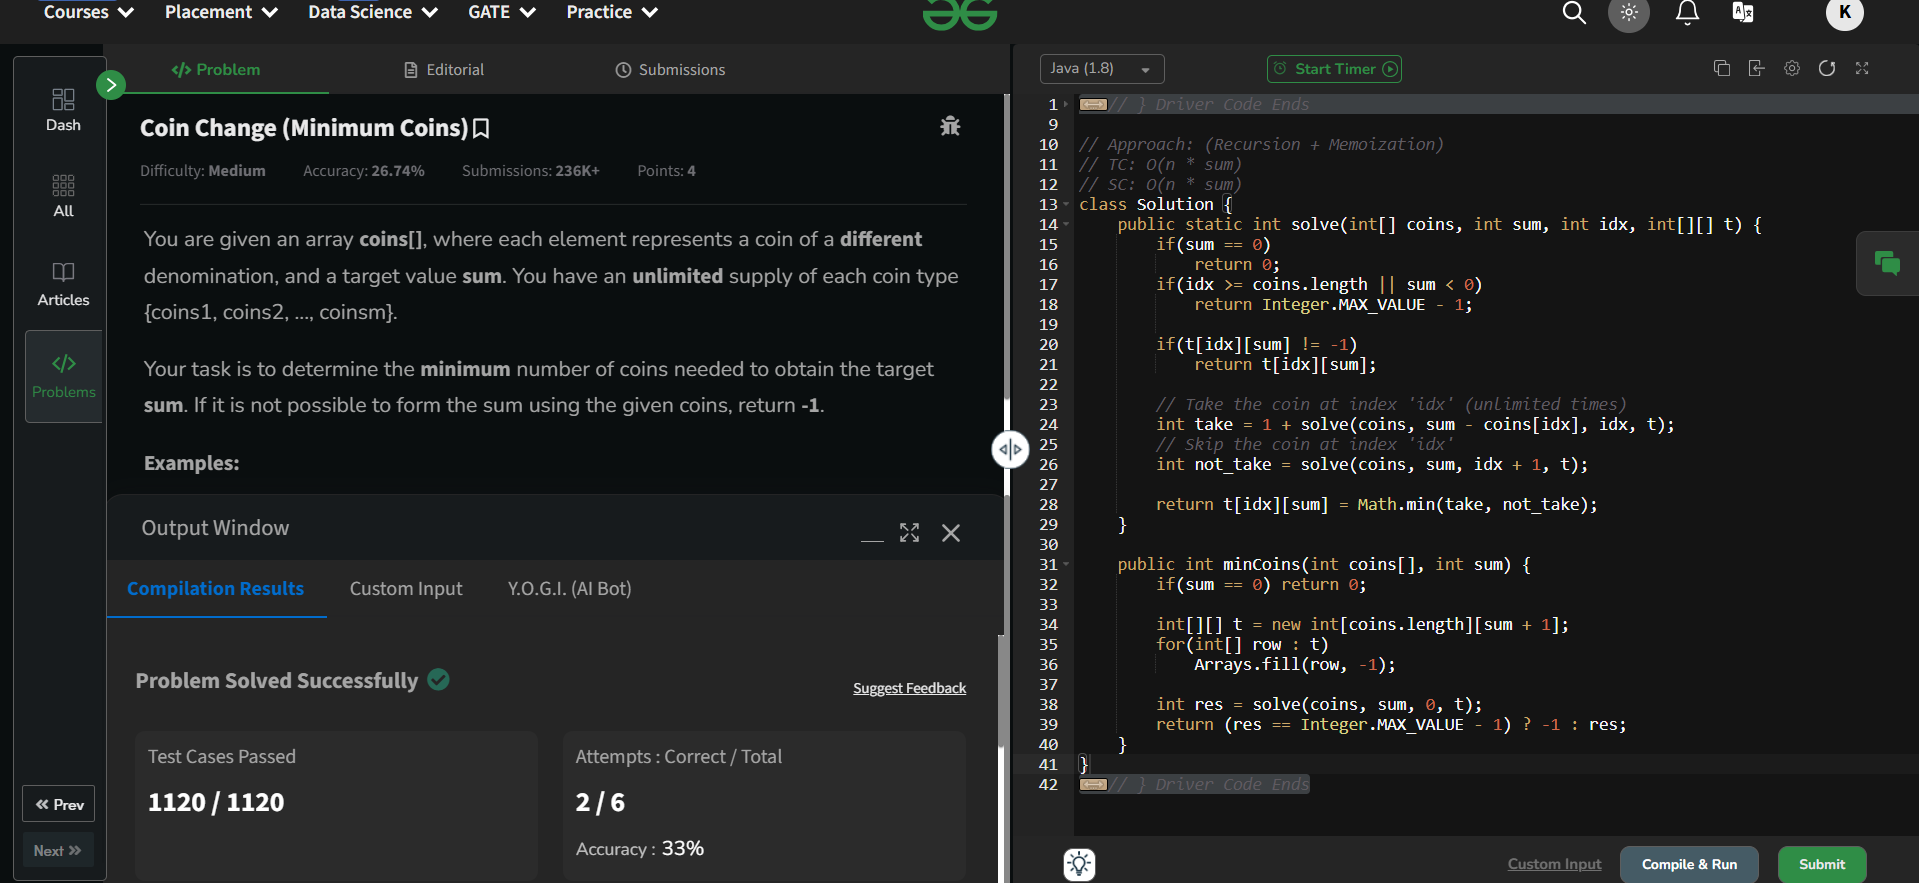 Courses Placement Data Science GATE Practice
K
Dash
All
Articles
Problems
Prev
Next
Problem Editorial Submissions
Coin Change (Minimum Coins)
Difficulty: Medium Accuracy: 26.74% Submissions: 236K+ Points: 4
You are given an array coins[], where each element represents a coin of a different
denomination, and a target value sum. You have an unlimited supply of each coin type
{coins1, coins2, ..., coinsm}.
Your task is to determine the minimum number of coins needed to obtain the target
sum. If it is not possible to form the sum using the given coins, return -1.
Examples:
Output Window
Compilation Results Custom Input Y.O.G.I. (AI Bot)
Problem Solved Successfully
Suggest Feedback
Test Cases Passed
1120 / 1120
Attempts : Correct / Total
2 / 6
Accuracy : 33%
Java (1.8) Start Timer
1 // } Driver Code Ends
9
10 // Approach: (Recursion + Memoization)
11 // TC: O(n * sum)
12 // SC: O(n * sum)
13 class Solution {
14     public static int solve(int[] coins, int sum, int idx, int[][] t) {
15         if(sum == 0)
16             return 0;
17         if(idx >= coins.length || sum < 0)
18             return Integer.MAX_VALUE - 1;
19
20         if(t[idx][sum] != -1)
21             return t[idx][sum];
22
23         // Take the coin at index 'idx' (unlimited times)
24         int take = 1 + solve(coins, sum - coins[idx], idx, t);
25         // Skip the coin at index 'idx'
26         int not_take = solve(coins, sum, idx + 1, t);
27
28         return t[idx][sum] = Math.min(take, not_take);
29     }
30
31     public int minCoins(int coins[], int sum) {
32         if(sum == 0) return 0;
33
34         int[][] t = new int[coins.length][sum + 1];
35         for(int[] row : t)
36             Arrays.fill(row, -1);
37
38         int res = solve(coins, sum, 0, t);
39         return (res == Integer.MAX_VALUE - 1) ? -1 : res;
40     }
41 }
42 // } Driver Code Ends
Custom Input Compile & Run Submit